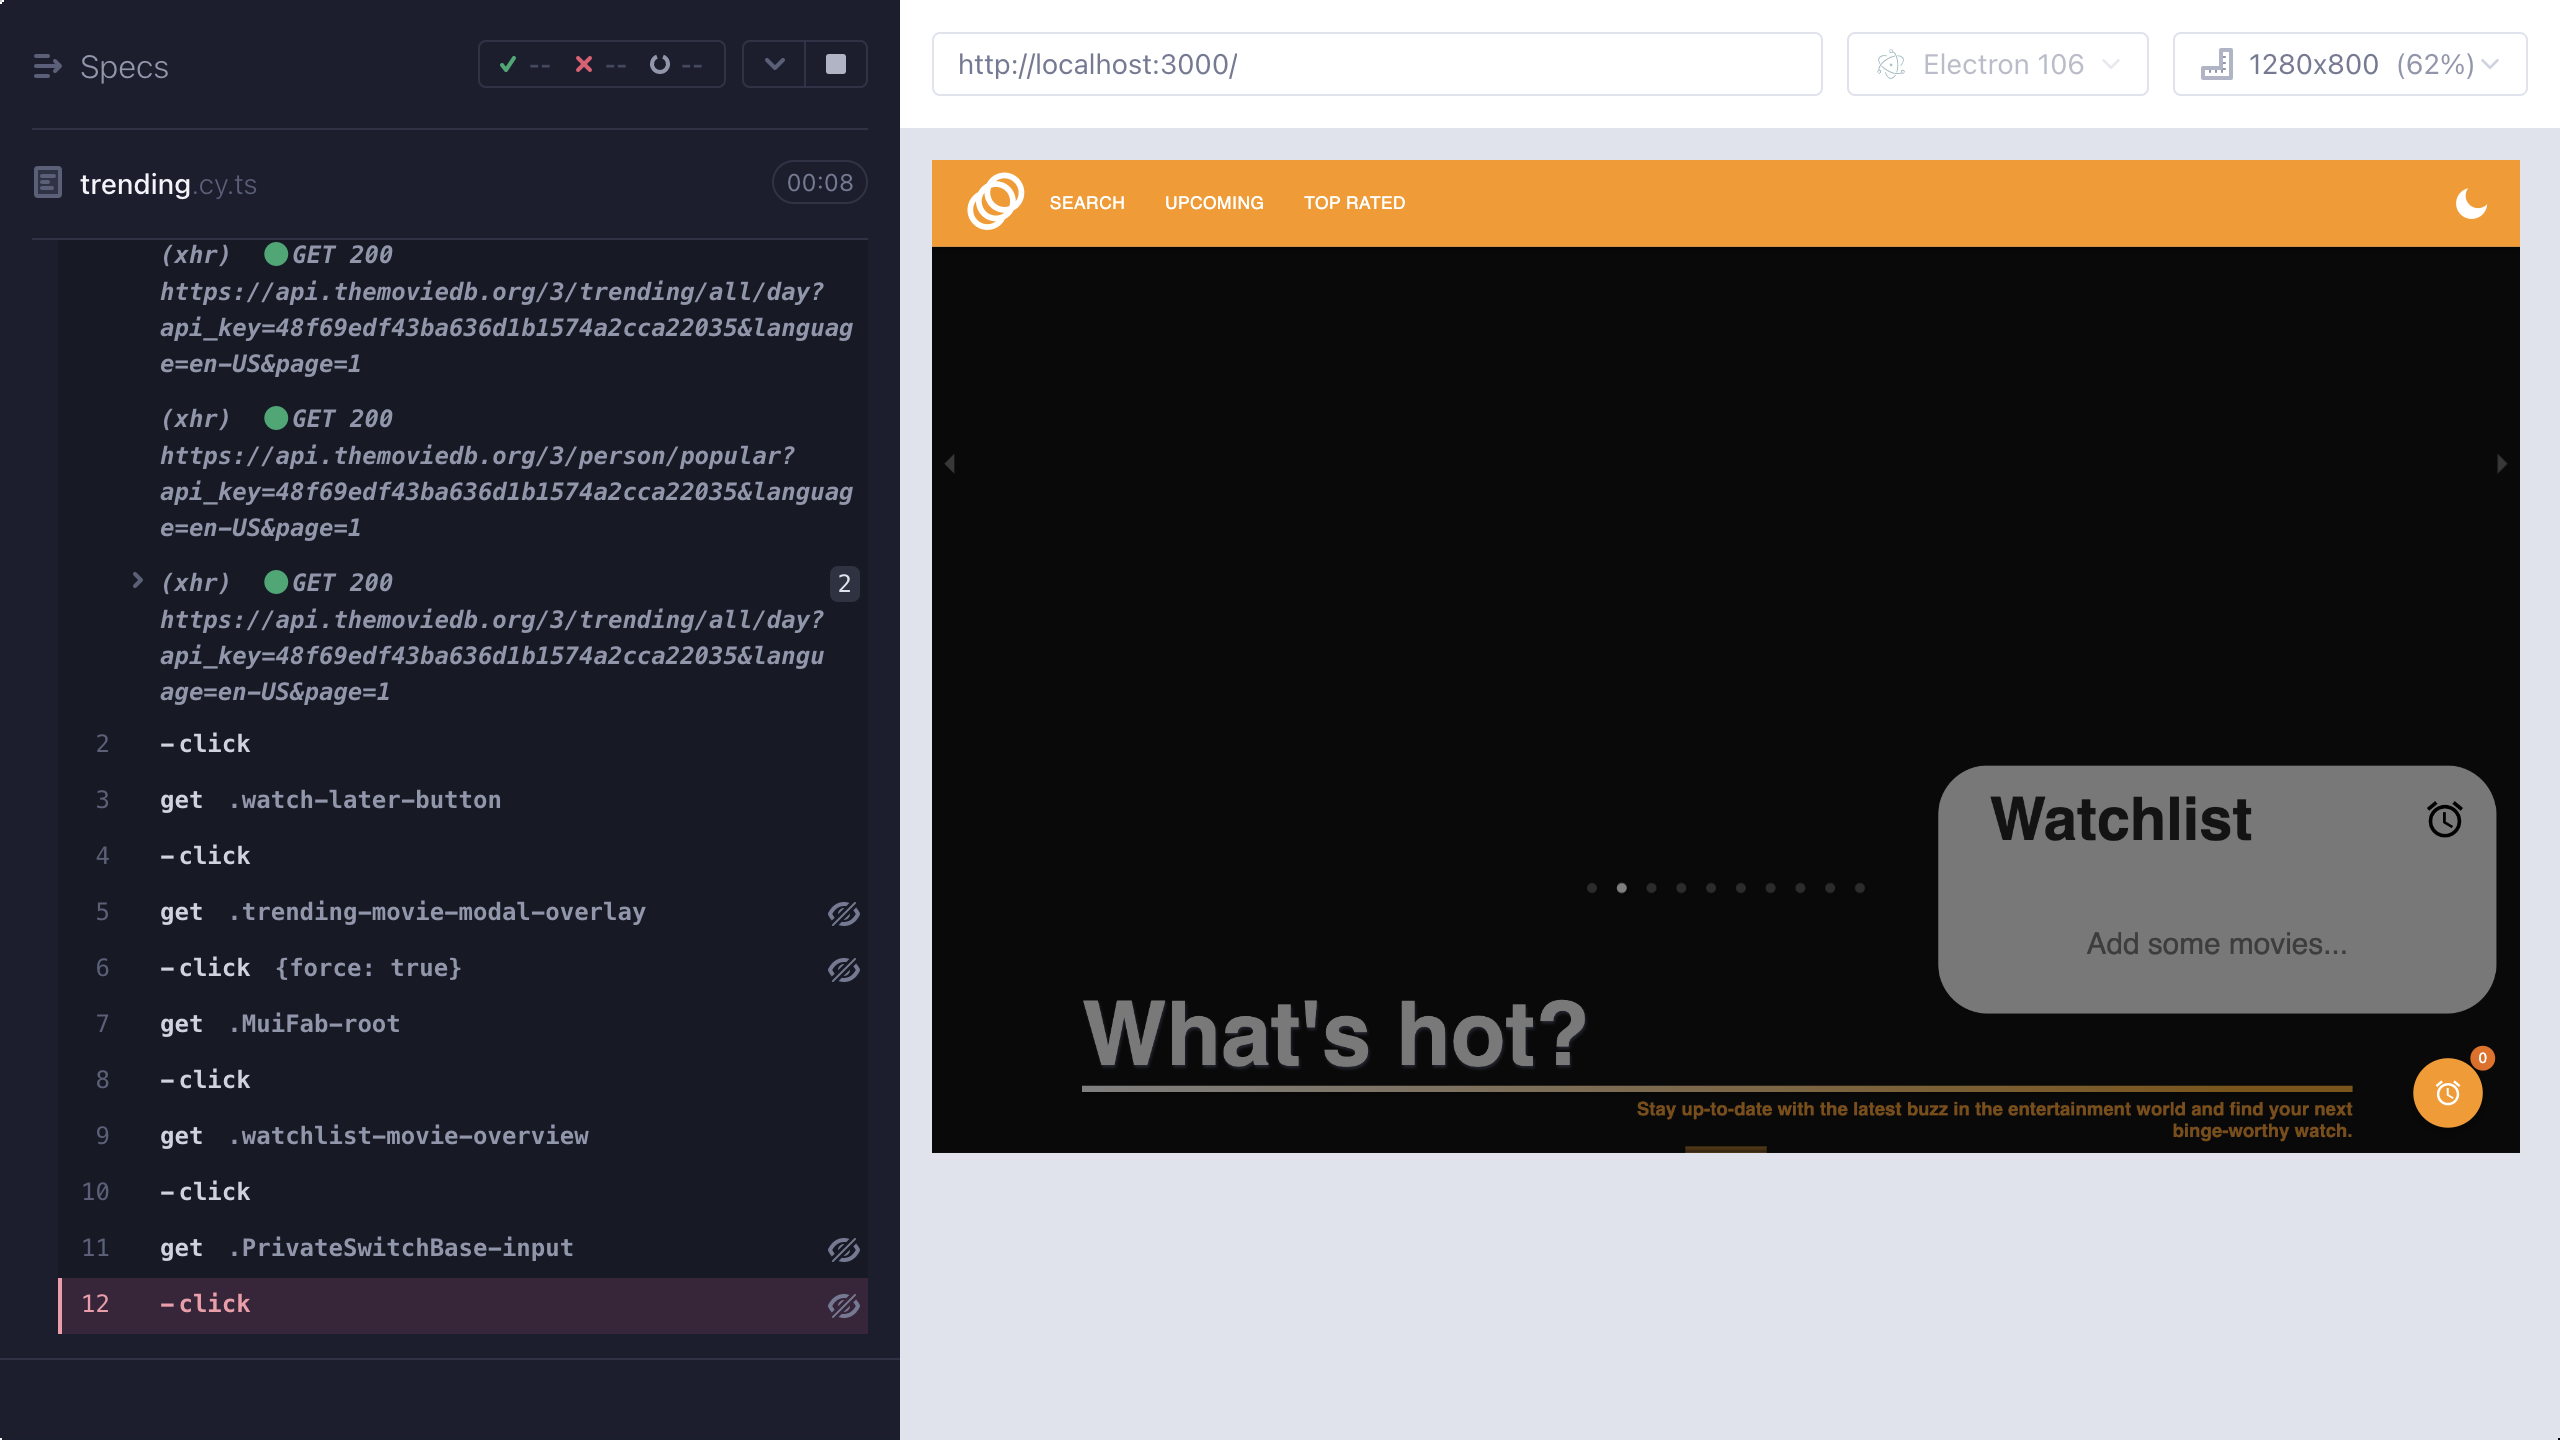 Specs
-- -- --
trending.cy.ts 00:08
(xhr) GET 200
https://api.themoviedb.org/3/trending/all/day?
api_key=48f69edf43ba636d1b1574a2cca22035&languag
e=en-US&page=1
(xhr) GET 200
https://api.themoviedb.org/3/person/popular?
api_key=48f69edf43ba636d1b1574a2cca22035&languag
e=en-US&page=1
(xhr) GET 200 2
https://api.themoviedb.org/3/trending/all/day?
api_key=48f69edf43ba636d1b1574a2cca22035&langu
age=en-US&page=1
2 -click
3 get .watch-later-button
4 -click
5 get .trending-movie-modal-overlay
6 -click {force: true}
7 get .MuiFab-root
8 -click
9 get .watchlist-movie-overview
10 -click
11 get .PrivateSwitchBase-input
12 -click
http://localhost:3000/
Electron 106
1280x800 (62%)
SEARCH UPCOMING TOP RATED
Watchlist
Add some movies...
What's hot?
0
Stay up-to-date with the latest buzz in the entertainment world and find your next
binge-worthy watch.